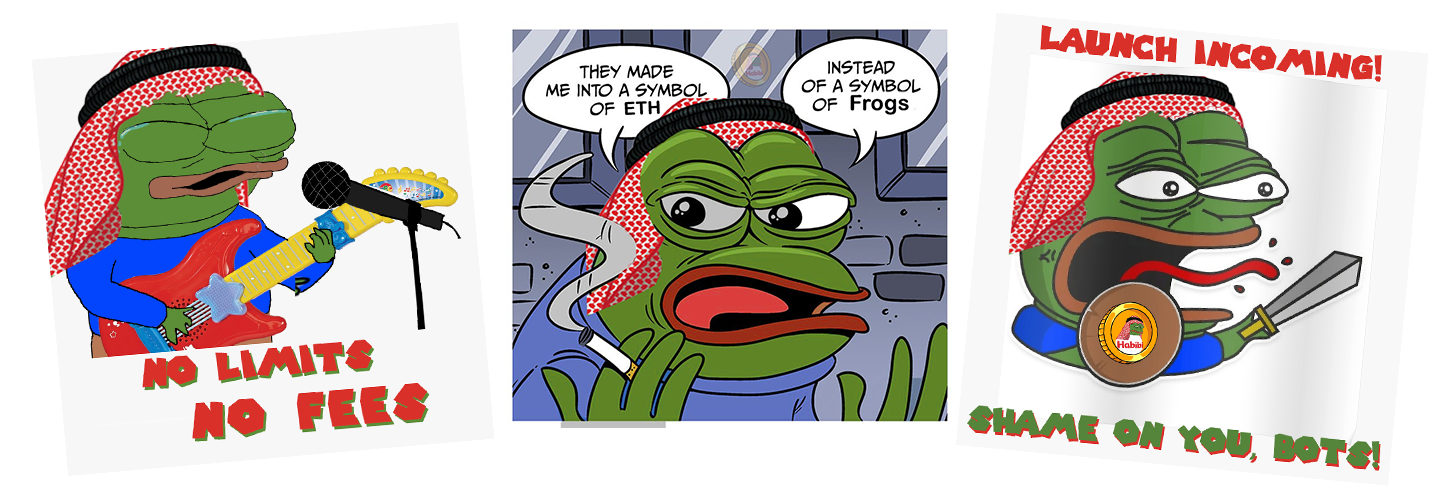 NO LIMITS
NO FEES
THEY MADE
ME INTO A SYMBOL
OF ETH
INSTEAD
OF A SYMBOL
OF Frogs
LAUNCH INCOMING!
Habibi
SHAME ON YOU, BOTS!